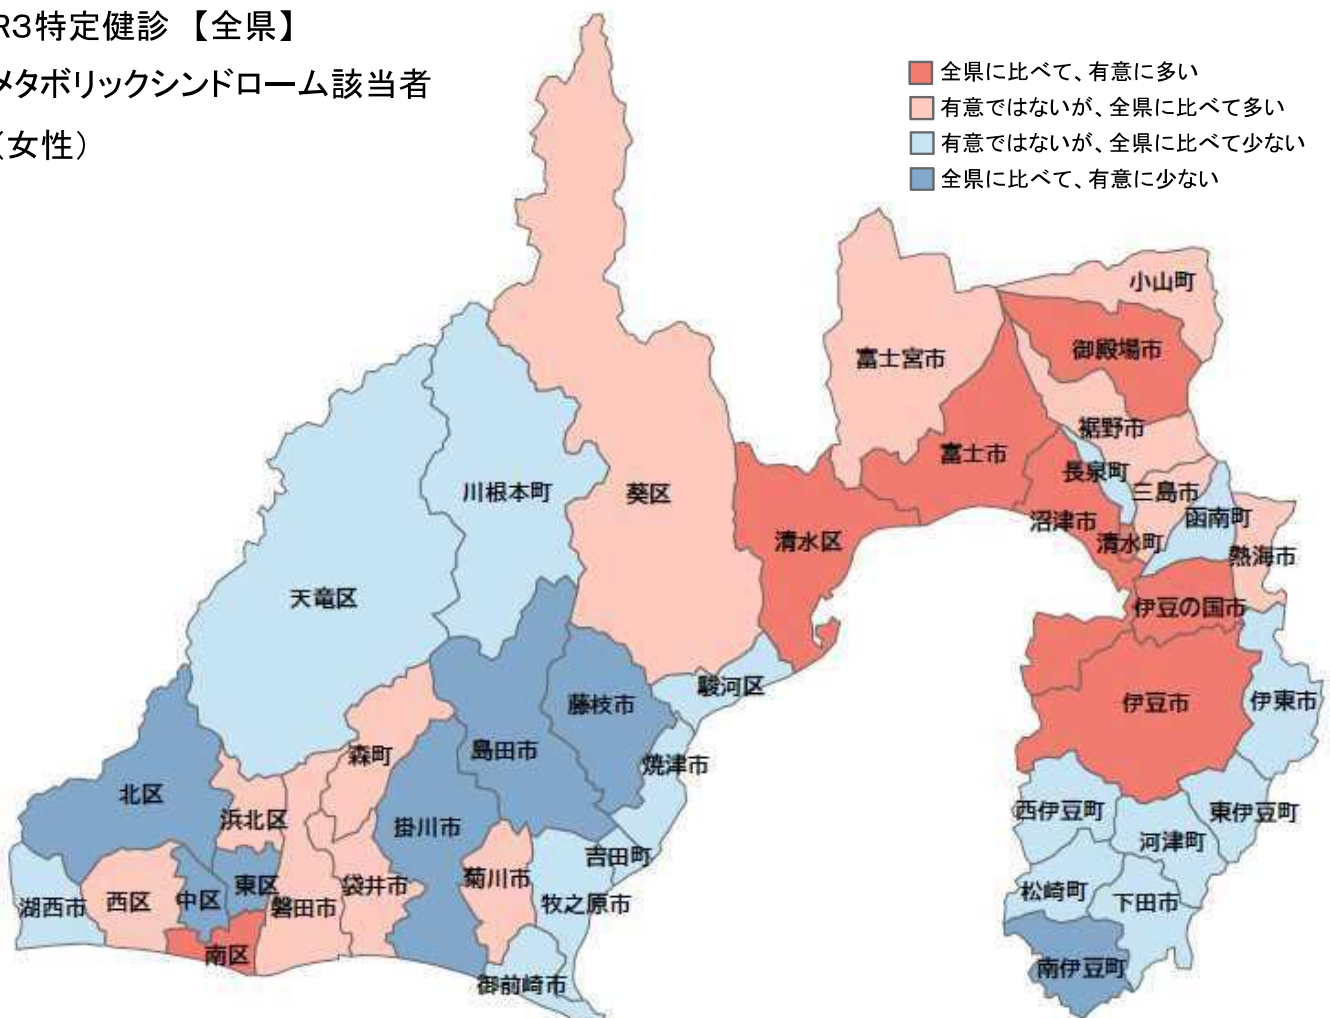 R3特定健診 【全県】
メタボリックシンドローム該当者
（女性）
全県に比べて、有意に多い
有意ではないが、全県に比べて多い
有意ではないが、全県に比べて少ない
全県に比べて、有意に少ない
小山町
御殿場市
富士宮市
裾野市
富士市
長泉町
三島市
川根本町
葵区
沼津市
函南町
清水区
清水町
熱海市
天竜区
伊豆の国市
駿河区
藤枝市
伊豆市
伊東市
島田市
森町
焼津市
北区
浜北区
掛川市
西伊豆町
東伊豆町
河津町
吉田町
菊川市
東区
袋井市
湖西市
西区
中区
磐田市
牧之原市
松崎町
下田市
南区
御前崎市
南伊豆町